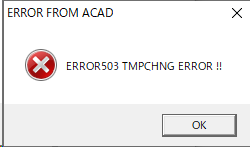 ERROR FROM ACAD
ERROR503 TMPCHNG ERROR !!
OK